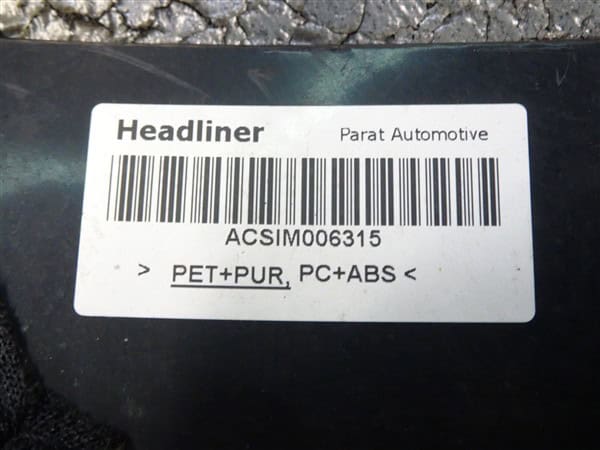 Headliner Parat Automotive
ACSIM006315
> PET+PUR, PC+ABS <